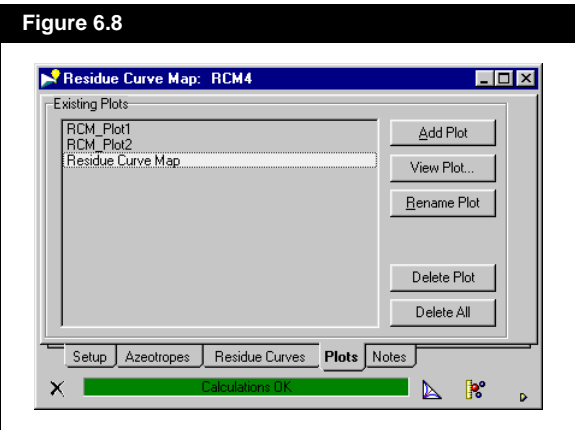 Figure 6.8
Residue Curve Map: RCM4
Existing Plots
RCM_Plot1
RCM_Plot2
Residue Curve Map
Add Plot
View Plot...
Rename Plot
Delete Plot
Delete All
Setup Azeotropes Residue Curves Plots Notes
Calculations OK